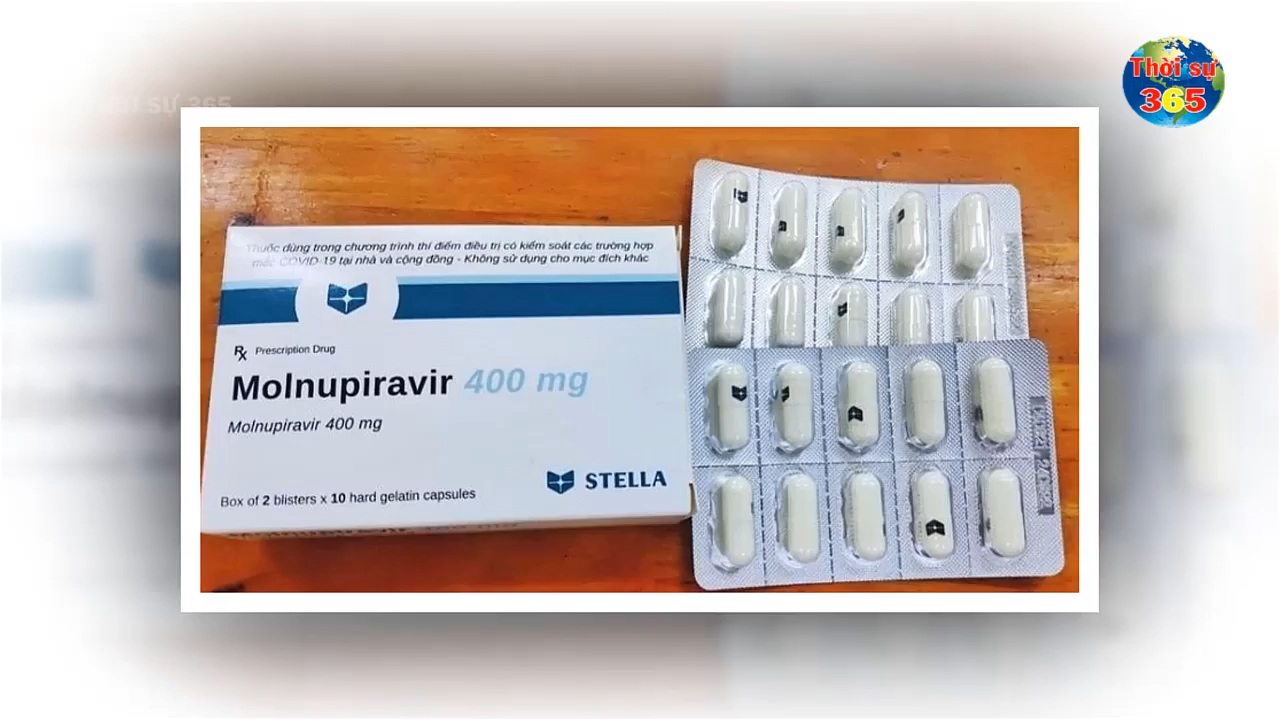 Thời sự
365
Thuốc dùng trong chương trình thí điểm điều trị có kiểm soát các trường hợp
mắc COVID-19 tại nhà và cộng đồng - Không sử dụng cho mục đích khác
Rx Prescription Drug
Molnupiravir 400 mg
Molnupiravir 400 mg
STELLA
Box of 2 blisters x 10 hard gelatin capsules